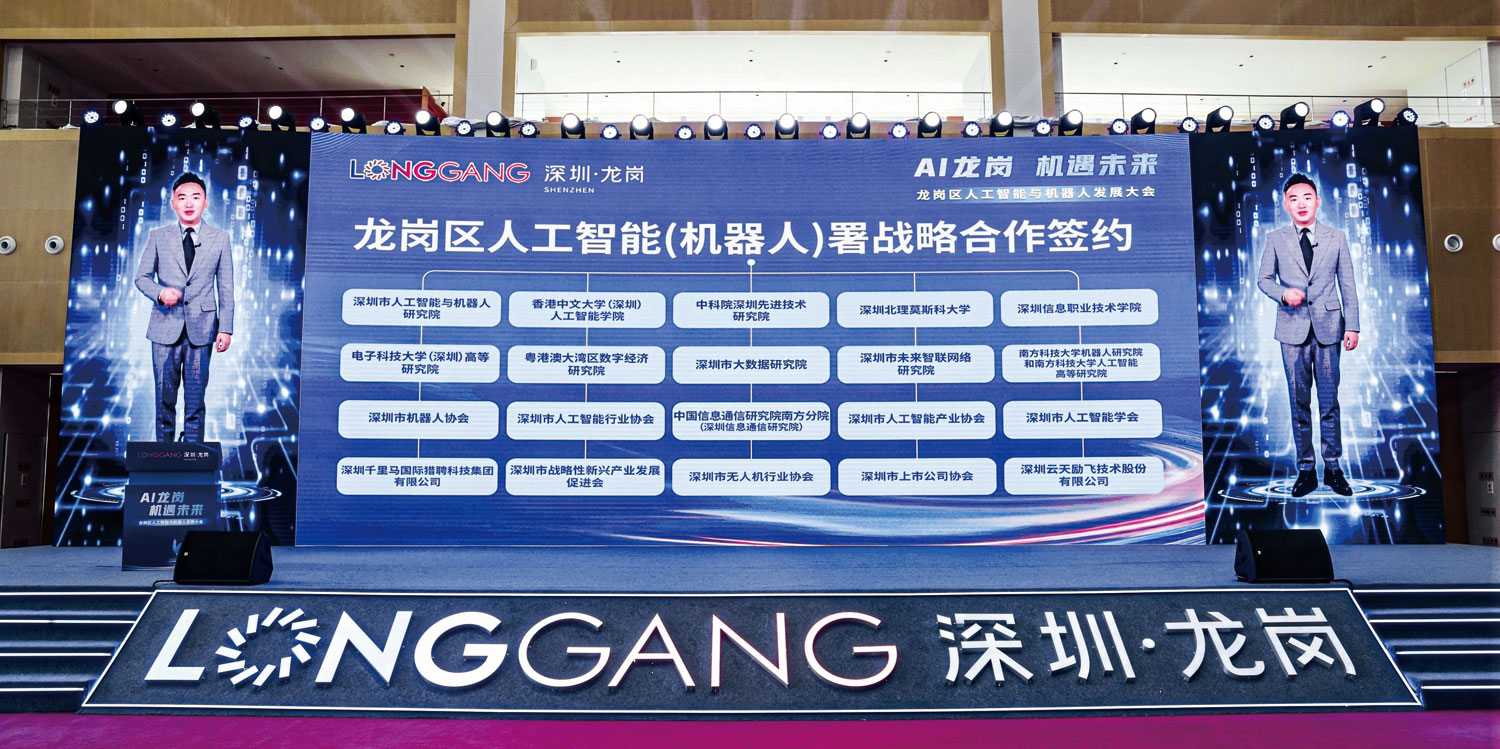 LONGGANG 深圳·龙岗
SHENZHEN
AI龙岗 机遇未来
龙岗区人工智能与机器人发展大会
龙岗区人工智能(机器人)署战略合作签约
深圳市人工智能与机器人
研究院
香港中文大学(深圳)
人工智能学院
中科院深圳先进技术
研究院
深圳北理莫斯科大学
深圳信息职业技术学院
电子科技大学(深圳)高等
研究院
粤港澳大湾区数字经济
研究院
深圳市大数据研究院
深圳市未来智联网络
研究院
南方科技大学机器人研究院
和南方科技大学人工智能
高等研究院
深圳市机器人协会
深圳市人工智能行业协会
中国信息通信研究院南方分院
(深圳信息通信研究院)
深圳市人工智能产业协会
深圳市人工智能学会
深圳千里马国际猎聘科技集团
有限公司
深圳市战略性新兴产业发展
促进会
深圳市无人机行业协会
深圳市上市公司协会
深圳云天励飞技术股份
有限公司
LONGGANG 深圳·龙岗
AI龙岗
机遇未来
龙岗区人工智能与机器人发展大会
LONGGANG 深圳·龙岗